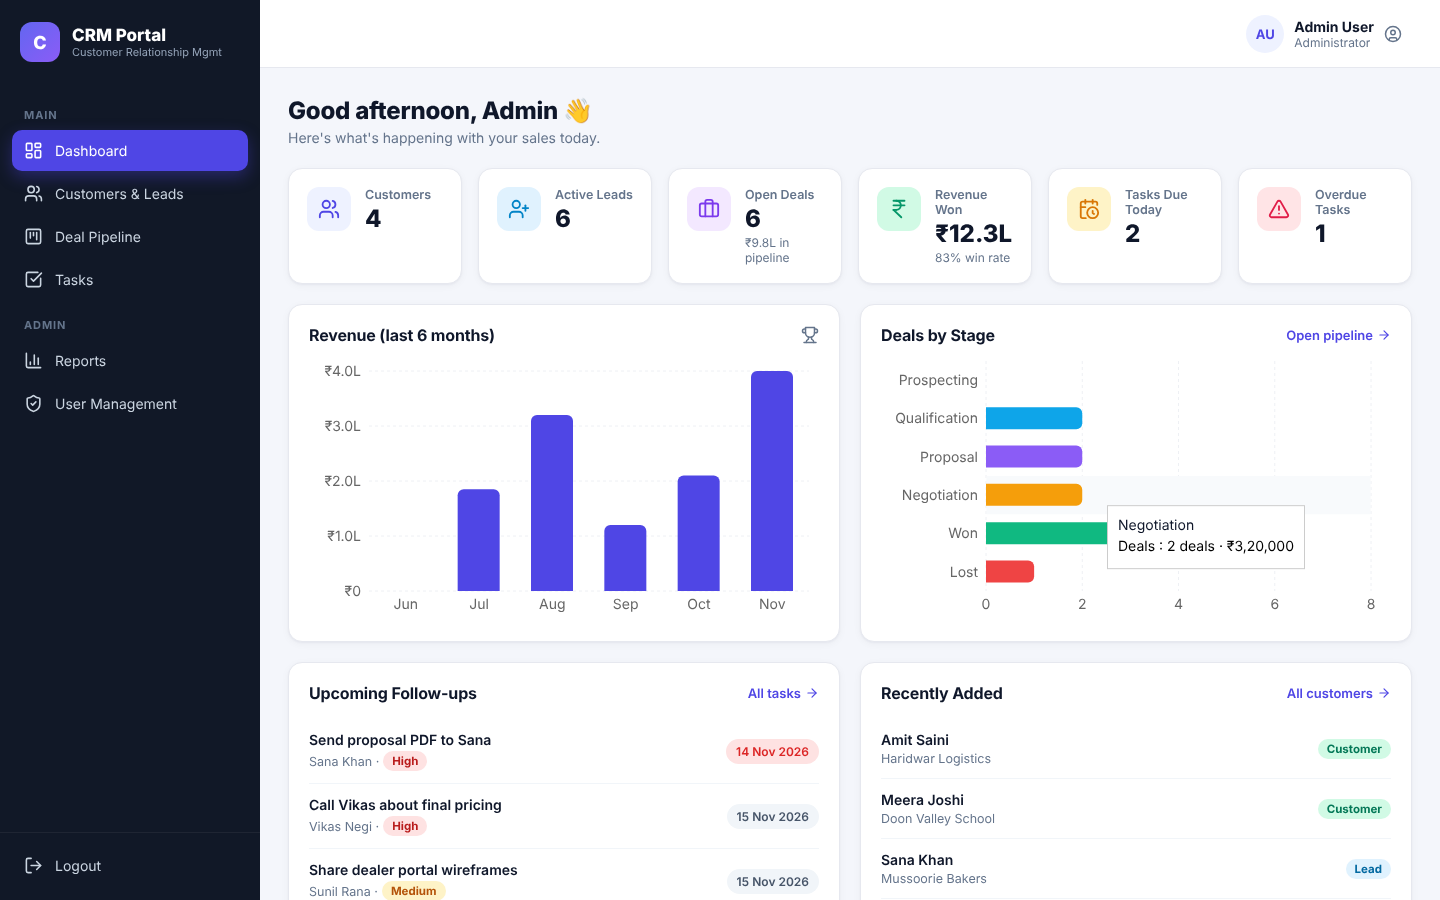 C
CRM Portal
Customer Relationship Mgmt
MAIN
Dashboard
Customers & Leads
Deal Pipeline
Tasks
ADMIN
Reports
User Management
Logout
AU
Admin User
Administrator
Good afternoon, Admin 👋
Here's what's happening with your sales today.
Customers
4
Active Leads
6
Open Deals
6
₹9.8L in
pipeline
Revenue
Won
₹12.3L
83% win rate
Tasks Due
Today
2
Overdue
Tasks
1
Revenue (last 6 months)
₹4.0L
₹3.0L
₹2.0L
₹1.0L
₹0
Jun Jul Aug Sep Oct Nov
Deals by Stage
Open pipeline →
Prospecting
Qualification
Proposal
Negotiation
Won
Lost
Negotiation
Deals : 2 deals · ₹3,20,000
0 2 4 6 8
Upcoming Follow-ups
All tasks →
Send proposal PDF to Sana
Sana Khan · High
14 Nov 2026
Call Vikas about final pricing
Vikas Negi · High
15 Nov 2026
Share dealer portal wireframes
Sunil Rana · Medium
15 Nov 2026
Recently Added
All customers →
Amit Saini
Haridwar Logistics
Customer
Meera Joshi
Doon Valley School
Customer
Sana Khan
Mussoorie Bakers
Lead